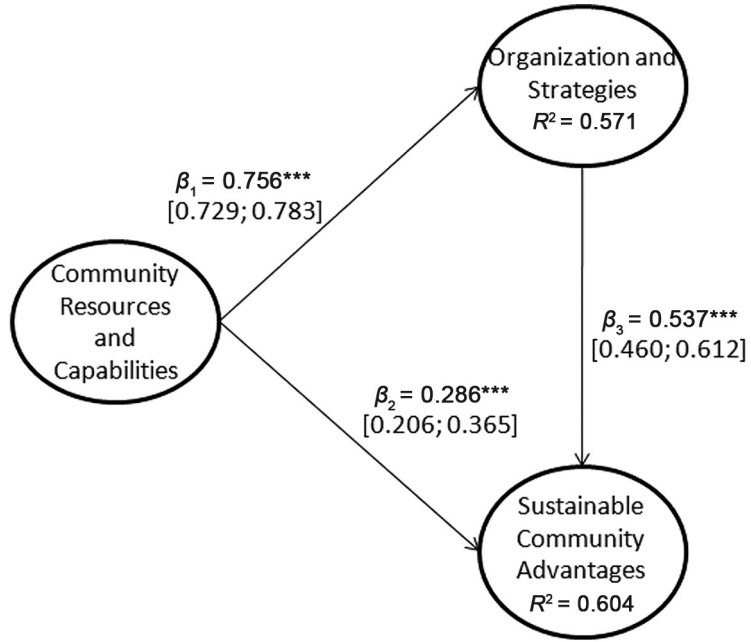 Organization and
Strategies
R² = 0.571
β₁ = 0.756***
[0.729; 0.783]
Community
Resources
and
Capabilities
β₃ = 0.537***
[0.460; 0.612]
β₂ = 0.286***
[0.206; 0.365]
Sustainable
Community
Advantages
R² = 0.604